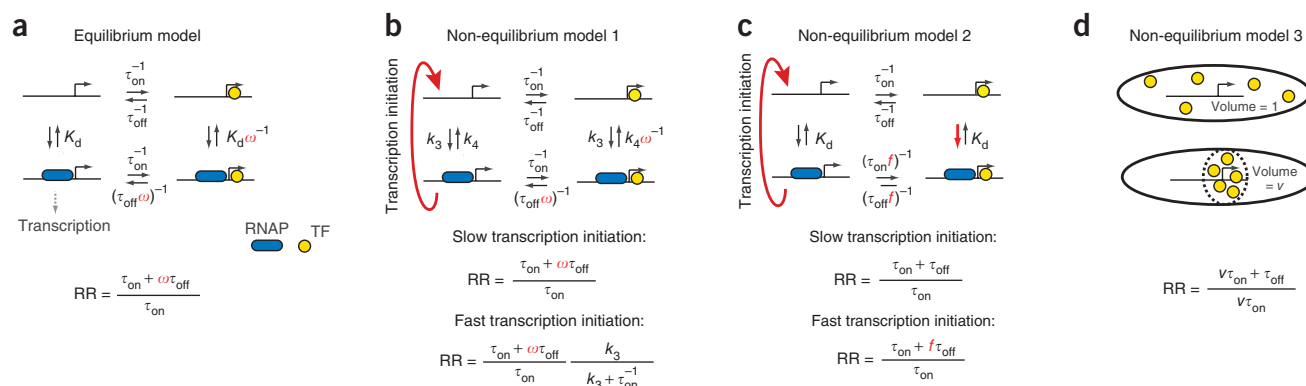 a Equilibrium model
τon⁻¹
τoff⁻¹
Kd
Kdω⁻¹
τon⁻¹
(τoffω)⁻¹
Transcription
RNAP TF
RR = (τon + ωτoff) / τon
b Non-equilibrium model 1
Transcription initiation
τon⁻¹
τoff⁻¹
k3 k4
k3 k4ω⁻¹
τon⁻¹
(τoffω)⁻¹
Slow transcription initiation:
RR = (τon + ωτoff) / τon
Fast transcription initiation:
RR = (τon + ωτoff) / τon k3 / (k3 + τon⁻¹)
c Non-equilibrium model 2
Transcription initiation
τon⁻¹
τoff⁻¹
Kd
Kd
(τonf)⁻¹
(τofff)⁻¹
Slow transcription initiation:
RR = (τon + τoff) / τon
Fast transcription initiation:
RR = (τon + fτoff) / τon
d Non-equilibrium model 3
Volume = 1
Volume
= v
RR = (vτon + τoff) / vτon